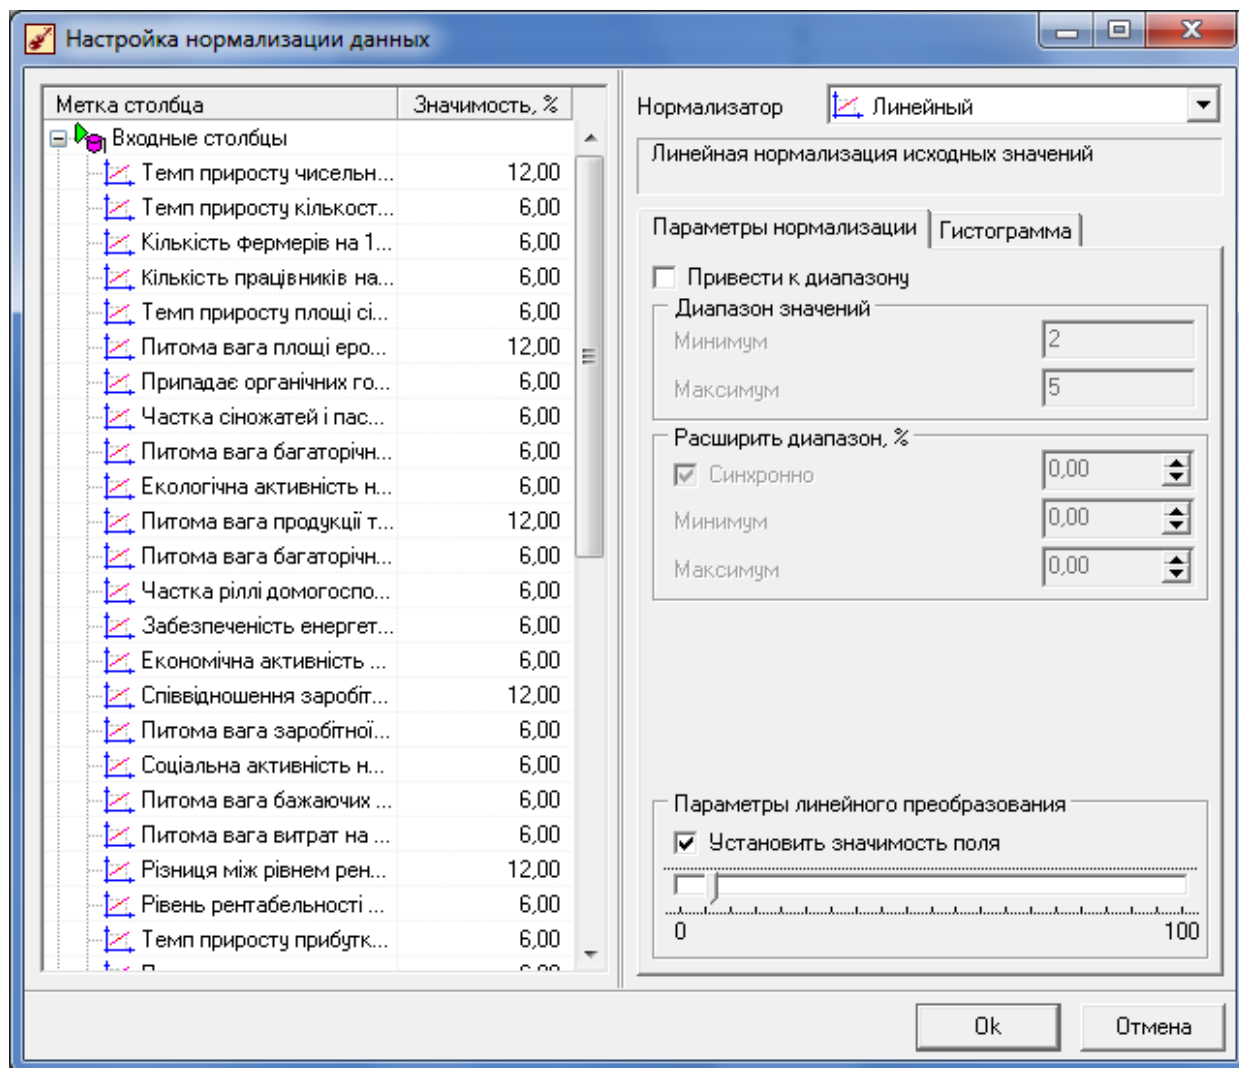 Настройка нормализации данных
Метка столбца Значимость, %
Входные столбцы
Темп приросту чисельн... 12,00
Темп приросту кількост... 6,00
Кількість фермерів на 1... 6,00
Кількість працівників на... 6,00
Темп приросту площі сі... 6,00
Питома вага площі еро... 12,00
Припадає органічних го... 6,00
Частка сіножатей і пас... 6,00
Питома вага багаторічн... 6,00
Екологічна активність н... 6,00
Питома вага продукції т... 12,00
Питома вага багаторічн... 6,00
Частка ріллі домогоспо... 6,00
Забезпеченість енергет... 6,00
Економічна активність ... 6,00
Співвідношення заробіт... 12,00
Питома вага заробітної... 6,00
Соціальна активність н... 6,00
Питома вага бажаючих ... 6,00
Питома вага витрат на ... 6,00
Різниця між рівнем рен... 12,00
Рівень рентабельності ... 6,00
Темп приросту прибутк... 6,00
Нормализатор Линейный
Линейная нормализация исходных значений
Параметры нормализации Гистограмма
Привести к диапазону
Диапазон значений
Минимум 2
Максимум 5
Расширить диапазон, %
Синхронно 0,00
Минимум 0,00
Максимум 0,00
Параметры линейного преобразования
Установить значимость поля
0 100
Ok Отмена